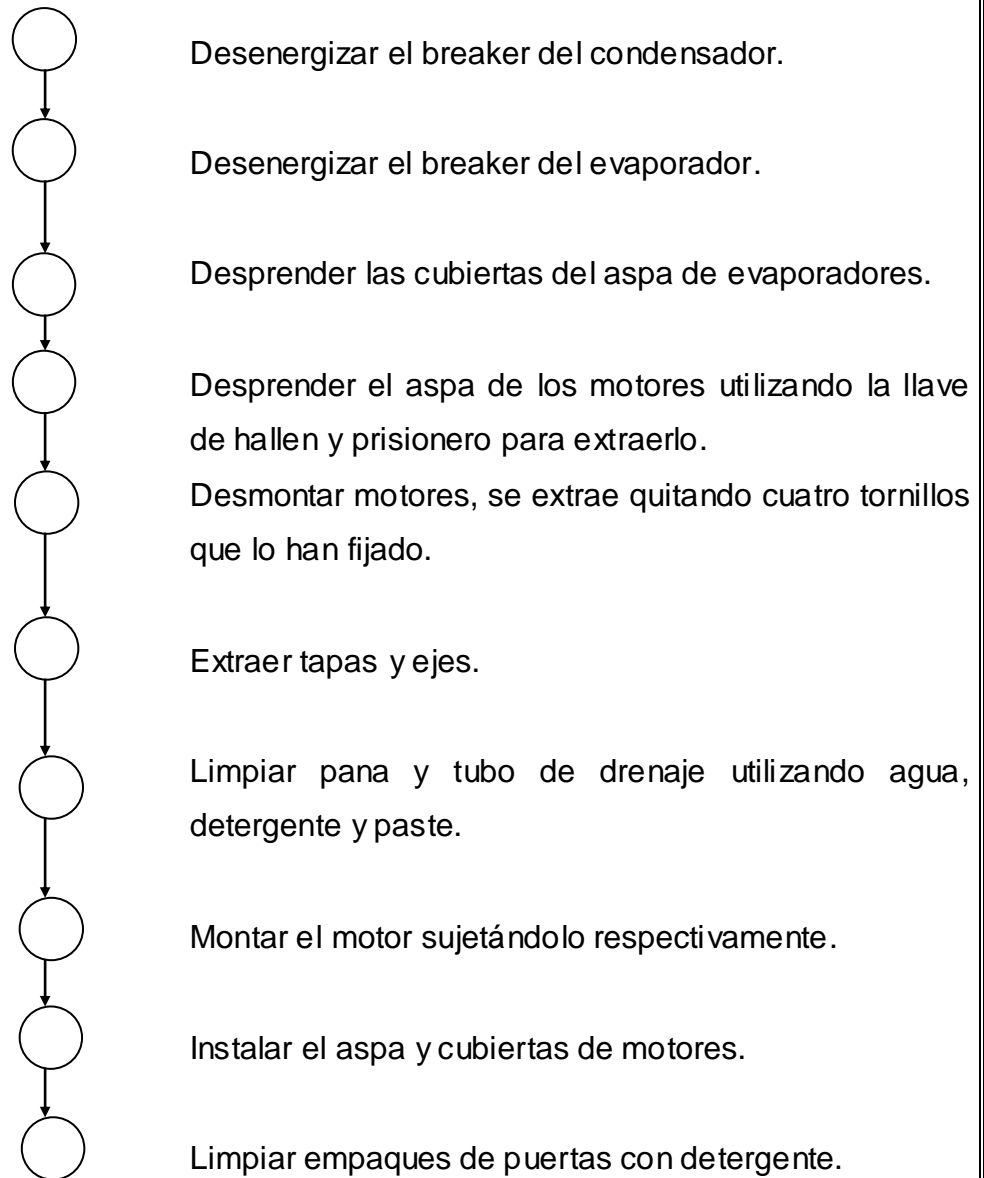 Desenergizar el breaker del condensador.
Desenergizar el breaker del evaporador.
Desprender las cubiertas del aspa de evaporadores.
Desprender el aspa de los motores utilizando la llave
de hallen y prisionero para extraerlo.
Desmontar motores, se extrae quitando cuatro tornillos
que lo han fijado.
Extraer tapas y ejes.
Limpiar pana y tubo de drenaje utilizando agua,
detergente y paste.
Montar el motor sujetándolo respectivamente.
Instalar el aspa y cubiertas de motores.
Limpiar empaques de puertas con detergente.